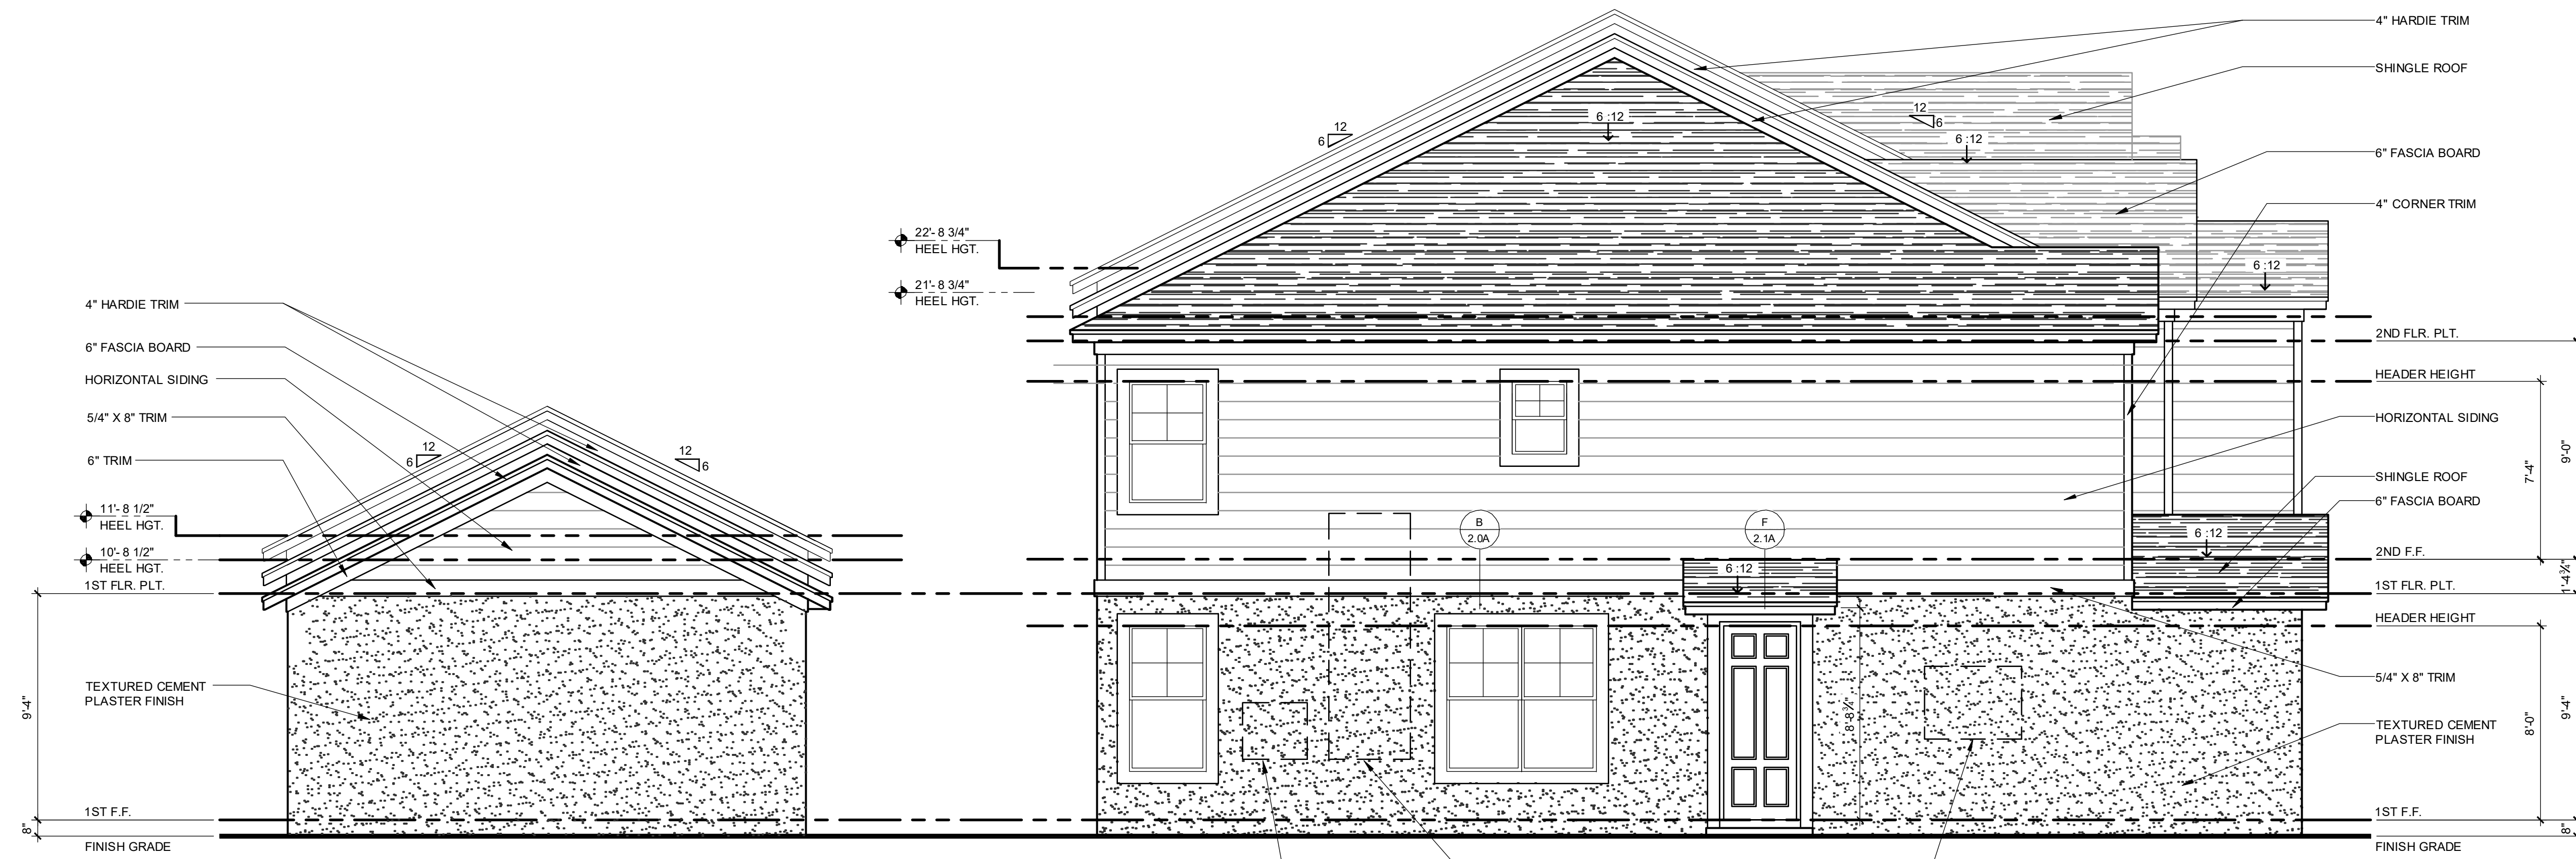 4" HARDIE TRIM
6" FASCIA BOARD
HORIZONTAL SIDING
5/4" X 8" TRIM
6" TRIM
11'- 8 1/2"
HEEL HGT.
10'- 8 1/2"
HEEL HGT.
1ST FLR. PLT.
TEXTURED CEMENT
PLASTER FINISH
9'-4"
1ST F.F.
8"
FINISH GRADE
12
6
12
6
22'- 8 3/4"
HEEL HGT.
21'- 8 3/4"
HEEL HGT.
12
6
6 :12
12
6
6 :12
6 :12
B
2.0A
F
2.1A
6 :12
6 :12
8'-8¾"
4" HARDIE TRIM
SHINGLE ROOF
6" FASCIA BOARD
4" CORNER TRIM
2ND FLR. PLT.
HEADER HEIGHT
HORIZONTAL SIDING
9'-0"
7'-4"
SHINGLE ROOF
6" FASCIA BOARD
2ND F.F.
1'-4¾"
1ST FLR. PLT.
HEADER HEIGHT
5/4" X 8" TRIM
TEXTURED CEMENT
PLASTER FINISH
8'-0"
9'-4"
1ST F.F.
8"
FINISH GRADE